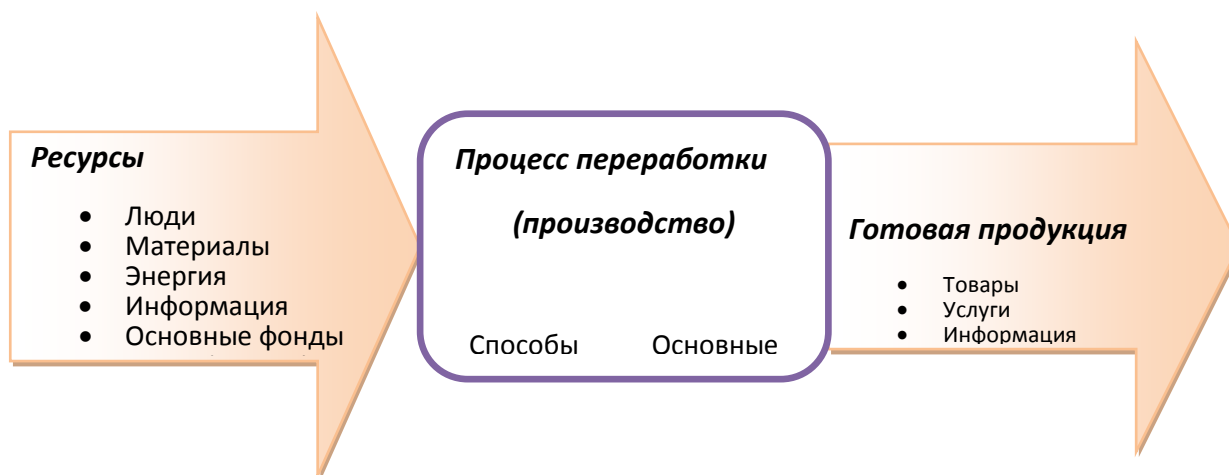 Ресурсы
• Люди
• Материалы
• Энергия
• Информация
• Основные фонды
Процесс переработки
(производство)
Способы Основные
Готовая продукция
• Товары
• Услуги
• Информация